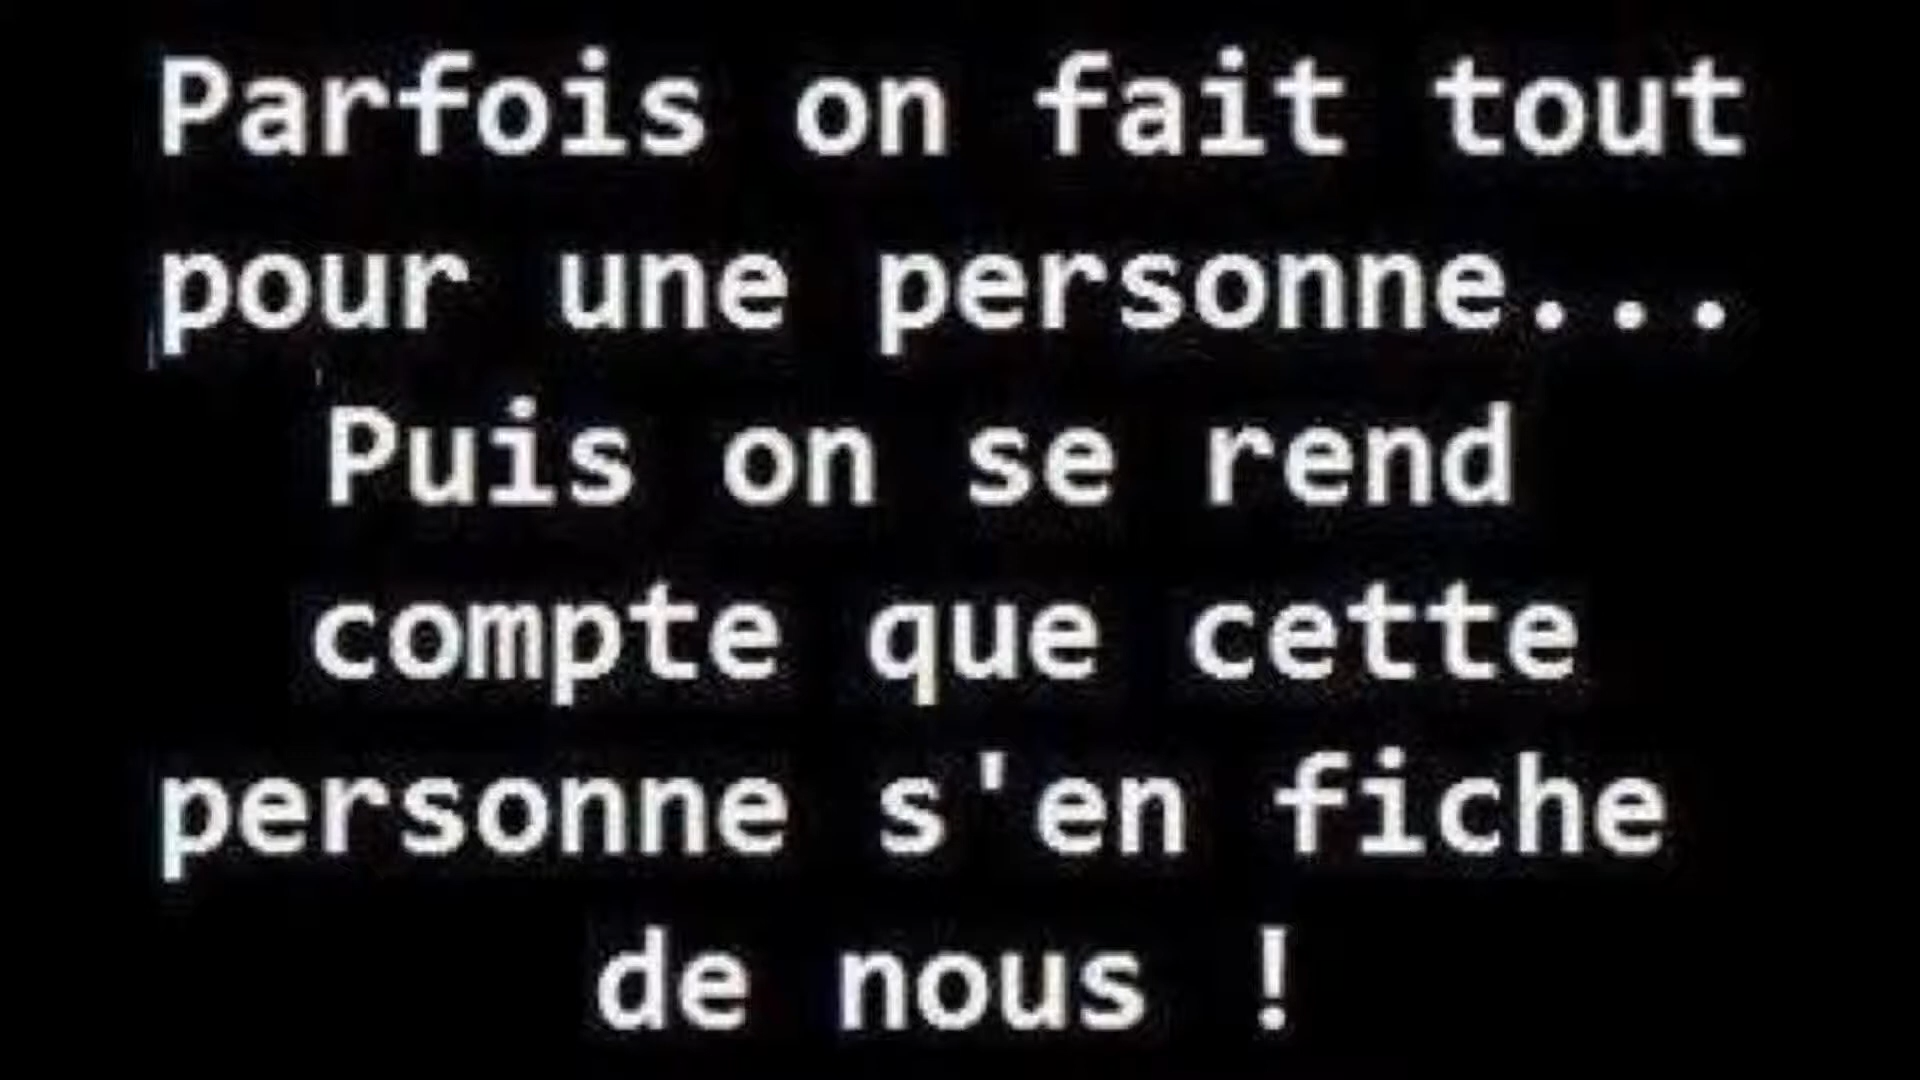 Parfois on fait tout
pour une personne...
Puis on se rend
compte que cette
personne s'en fiche
de nous !